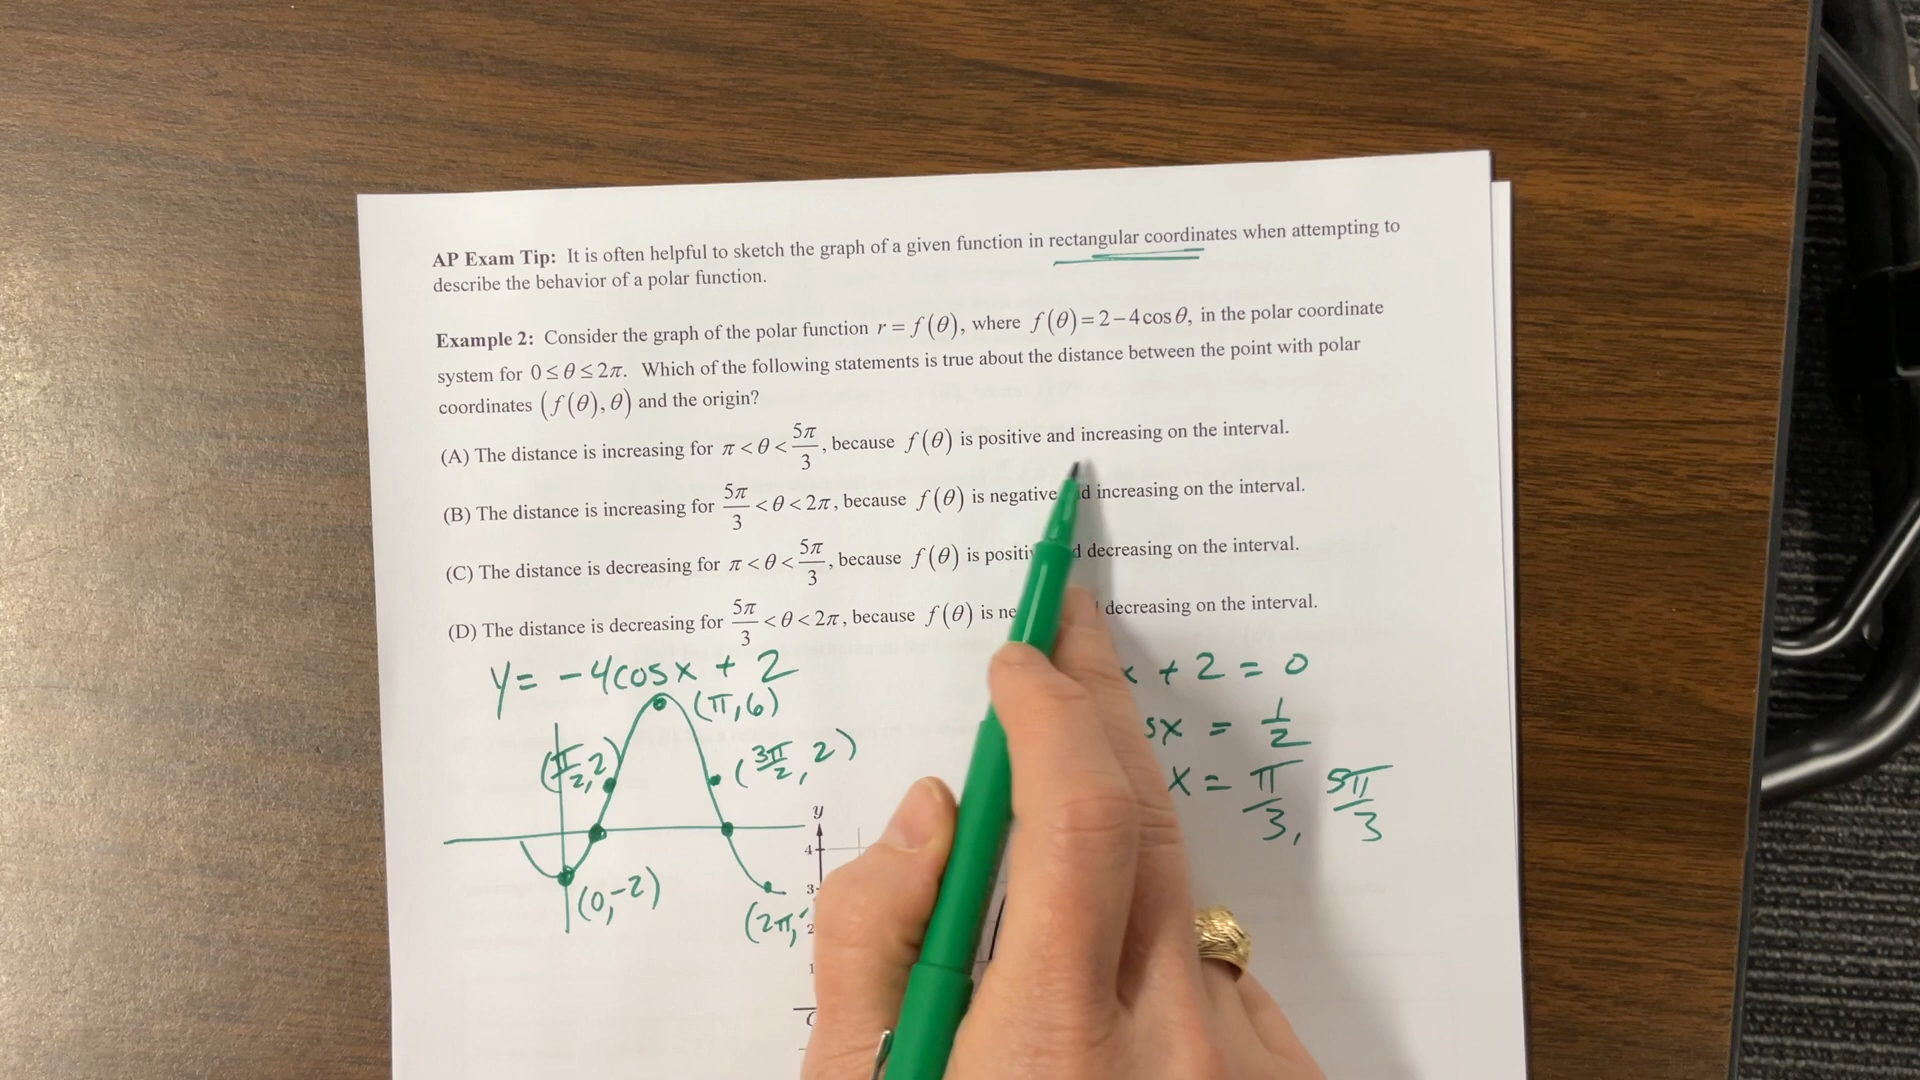 AP Exam Tip: It is often helpful to sketch the graph of a given function in rectangular coordinates when attempting to
describe the behavior of a polar function.
Example 2: Consider the graph of the polar function r = f(θ), where f(θ) = 2 − 4 cos θ, in the polar coordinate
system for 0 ≤ θ ≤ 2π. Which of the following statements is true about the distance between the point with polar
coordinates (f(θ), θ) and the origin?
(A) The distance is increasing for π < θ < 5π/3, because f(θ) is positive and increasing on the interval.
(B) The distance is increasing for 5π/3 < θ < 2π, because f(θ) is negative increasing on the interval.
(C) The distance is decreasing for π < θ < 5π/3, because f(θ) is decreasing on the interval.
(D) The distance is decreasing for 5π/3 < θ < 2π, because f(θ) is decreasing on the interval.
y = −4cosx + 2
+ 2 = 0
(π, 6)
= 1/2
(π/2, 2)
(3π/2, 2)
x = π/3, 5π/3
y
4
3
(0, −2)
(2π,
2
1